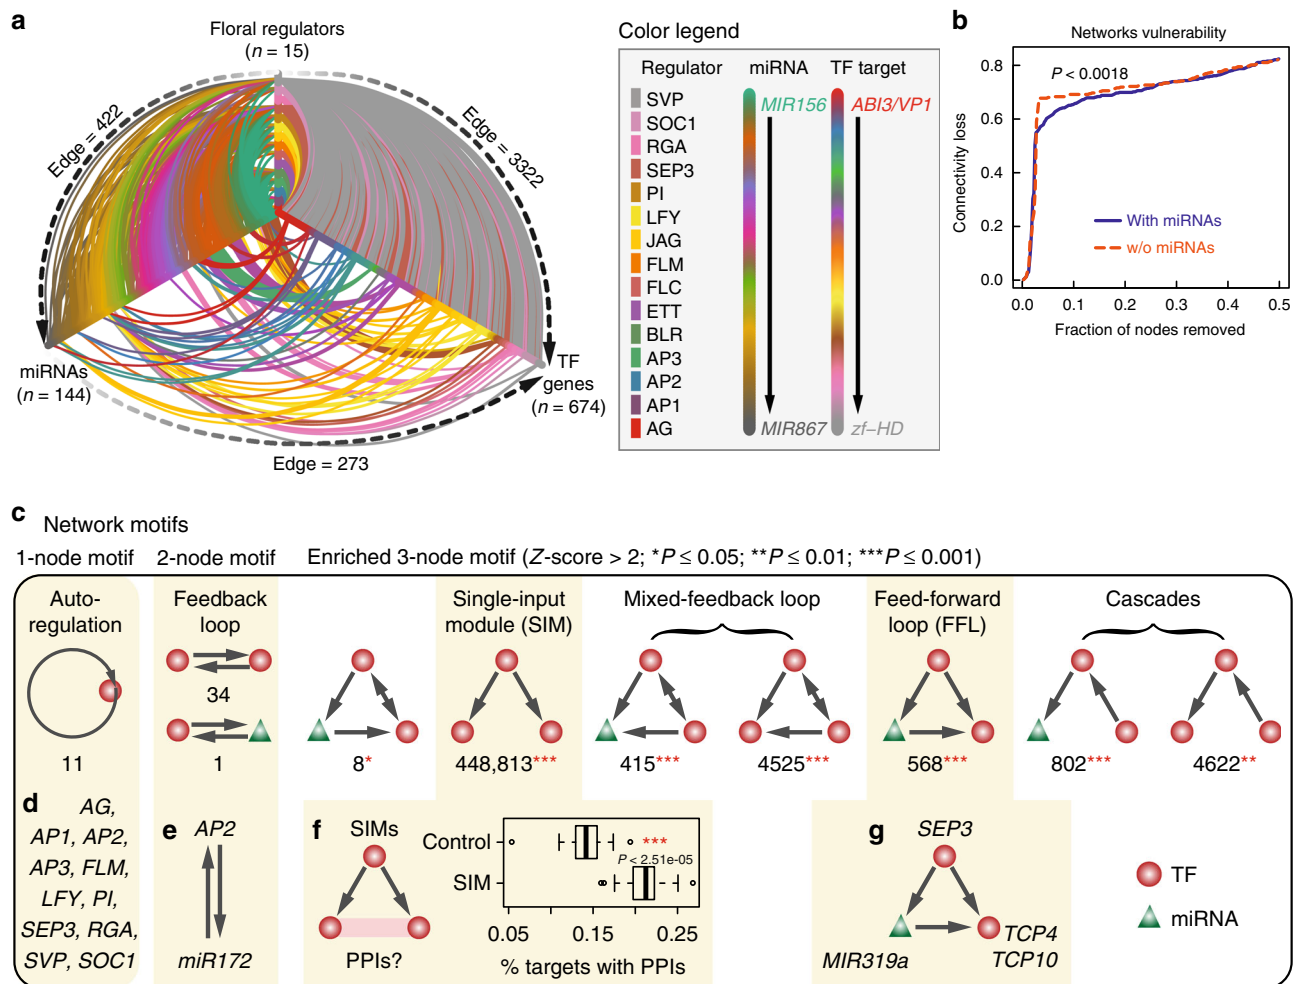 a
Floral regulators
(n = 15)
Edge = 422
Edge = 3322
miRNAs
(n = 144)
TF
genes
(n = 674)
Edge = 273
Color legend
Regulator miRNA TF target
SVP
SOC1
RGA
SEP3
PI
LFY
JAG
FLM
FLC
ETT
BLR
AP3
AP2
AP1
AG
MIR156
MIR867
ABI3/VP1
zf–HD
b
Networks vulnerability
P < 0.0018
Connectivity loss
0.8
0.6
0.4
0.2
0.0
With miRNAs
w/o miRNAs
0.0 0.1 0.2 0.3 0.4 0.5
Fraction of nodes removed
c
Network motifs
1-node motif 2-node motif Enriched 3-node motif (Z-score > 2; *P ≤ 0.05; **P ≤ 0.01; ***P ≤ 0.001)
Auto-
regulation
11
Feedback
loop
34
1
8*
Single-input
module (SIM)
448,813***
Mixed-feedback loop
415*** 4525***
Feed-forward
loop (FFL)
568***
Cascades
802*** 4622**
d
AG,
AP1, AP2,
AP3, FLM,
LFY, PI,
SEP3, RGA,
SVP, SOC1
e
AP2
miR172
f
SIMs
PPIs?
Control
SIM
***
P < 2.51e-05
0.05 0.15 0.25
% targets with PPIs
g
SEP3
MIR319a
TCP4
TCP10
TF
miRNA